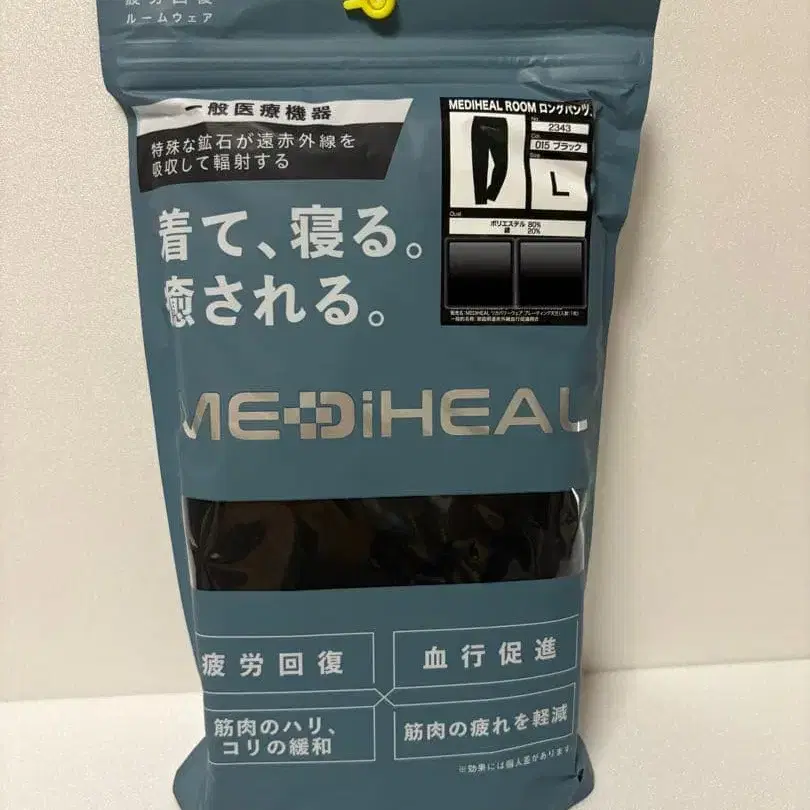 疲労回復
ルームウェア
一般医療機器
特殊な鉱石が遠赤外線を
吸収して輻射する
着て、寝る。
癒される。
MEDIHEAL ROOM ロングパンツ
No.
2343
Col.
015 ブラック
Size
L
Qual
ポリエステル 80%
綿 20%
MEDiHEAL
疲労回復
血行促進
筋肉のハリ、
コリの緩和
筋肉の疲れを軽減
※効果には個人差があります